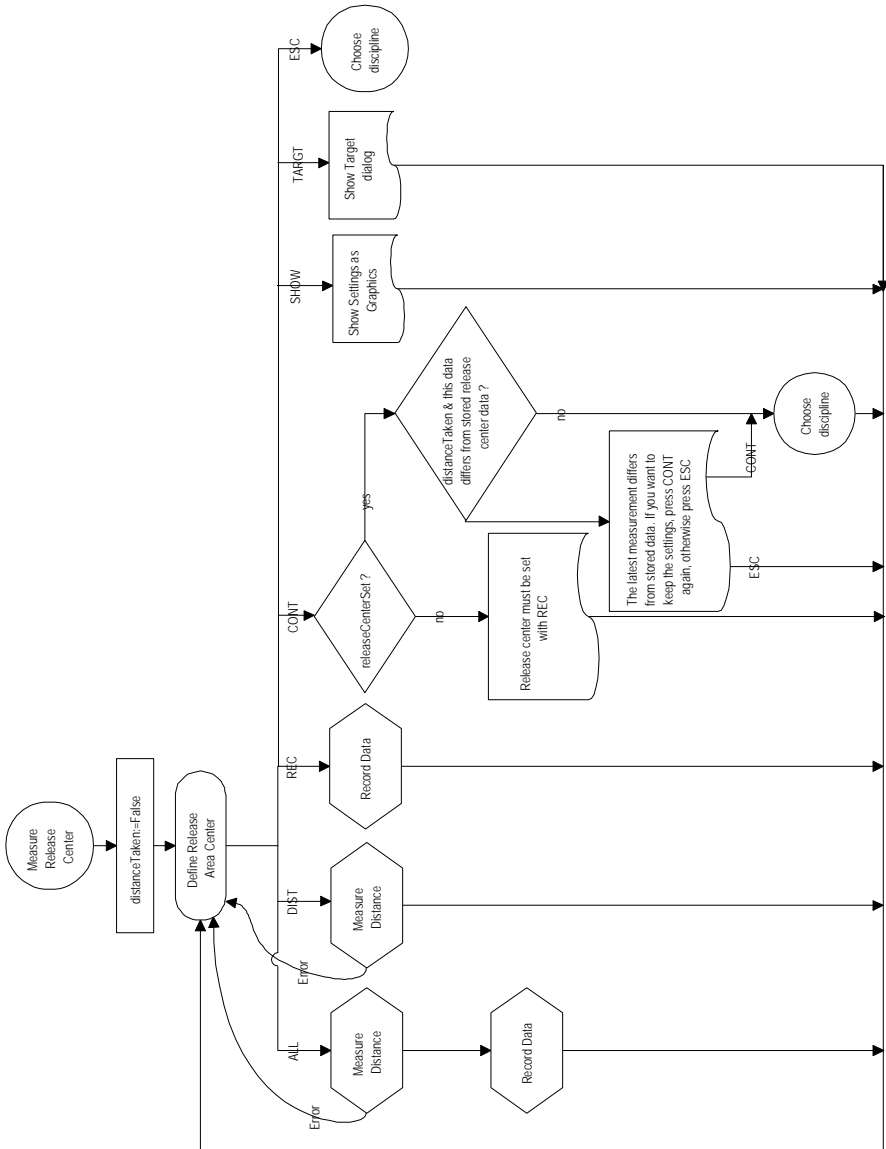 Measure
Release
Center
distanceTaken:=False
Define Release
Area Center
ALL
Measure
Distance
Error
Record Data
DIST
Measure
Distance
Error
REC
Record Data
CONT
releaseCenterSet ?
no
Release center must be set
with REC
yes
distanceTaken & this data
differs from stored release
center data ?
The latest measurement differs
from stored data. If you want to
keep the settings, press CONT
again, otherwise press ESC
ESC
CONT
no
Choose
discipline
SHOW
Show Settings as
Graphics
TARGT
Show Target
dialog
ESC
Choose
discipline